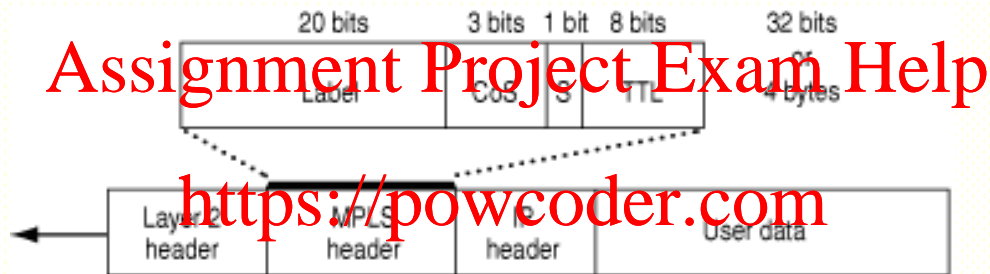 20 bits 3 bits 1 bit 8 bits 32 bits
Assignment Project Exam Help
Label CoS S TTL or
4 bytes
https://powcoder.com
Layer 2 header
MPLS header
IP header
User data